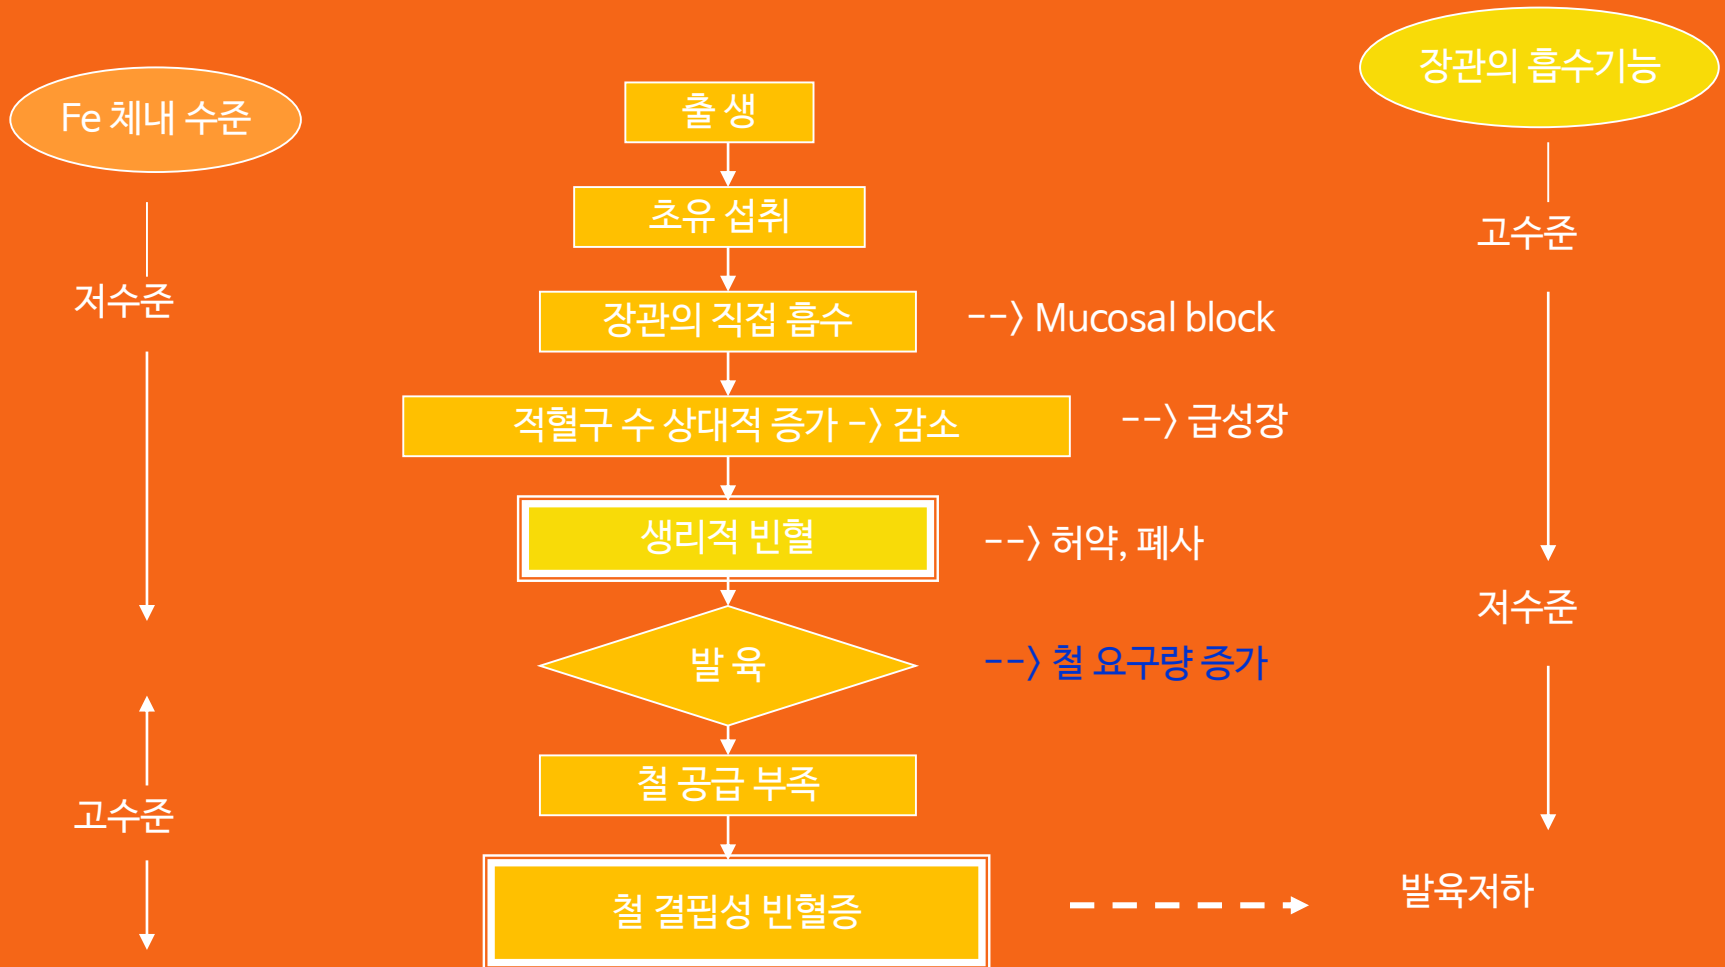 장관의 흡수기능
Fe 체내 수준
출 생
초유 섭취
고수준
저수준
장관의 직접 흡수
--> Mucosal block
적혈구 수 상대적 증가 -> 감소
--> 급성장
생리적 빈혈
--> 허약, 폐사
저수준
발 육
--> 철 요구량 증가
철 공급 부족
고수준
철 결핍성 빈혈증
발육저하